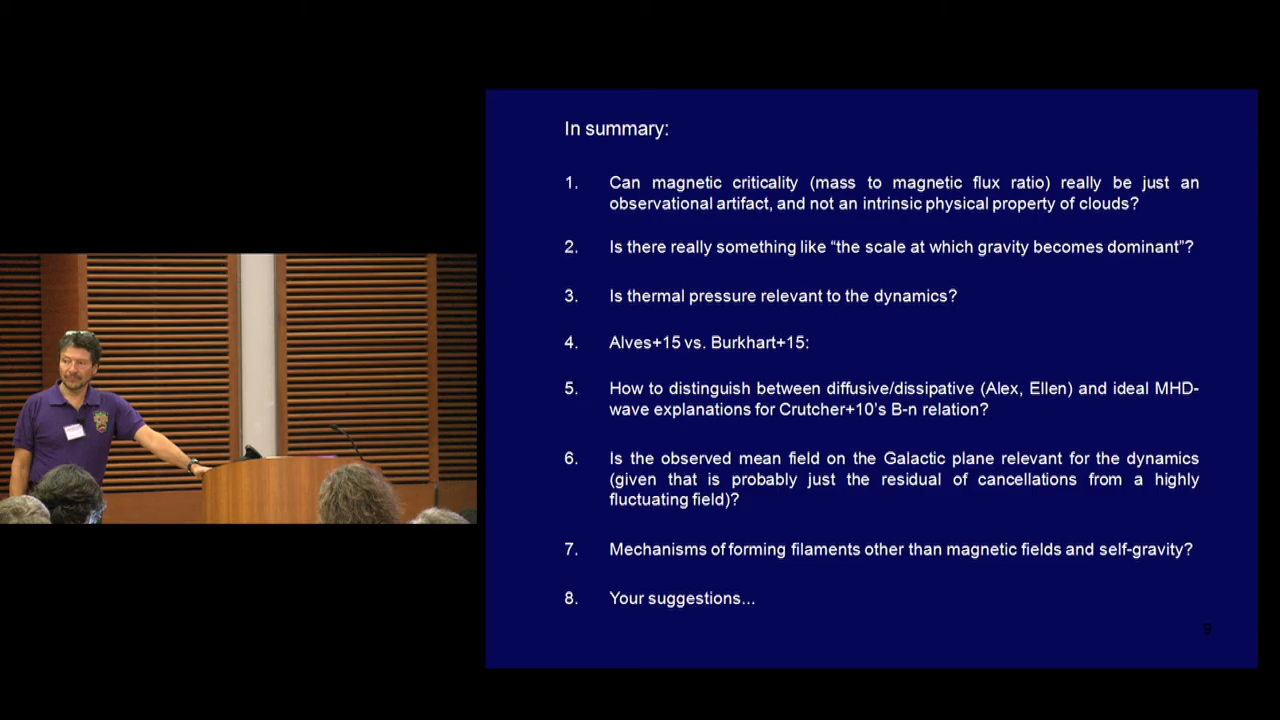 In summary:
1. Can magnetic criticality (mass to magnetic flux ratio) really be just an
observational artifact, and not an intrinsic physical property of clouds?
2. Is there really something like “the scale at which gravity becomes dominant”?
3. Is thermal pressure relevant to the dynamics?
4. Alves+15 vs. Burkhart+15:
5. How to distinguish between diffusive/dissipative (Alex, Ellen) and ideal MHD-
wave explanations for Crutcher+10’s B-n relation?
6. Is the observed mean field on the Galactic plane relevant for the dynamics
(given that is probably just the residual of cancellations from a highly
fluctuating field)?
7. Mechanisms of forming filaments other than magnetic fields and self-gravity?
8. Your suggestions...
9